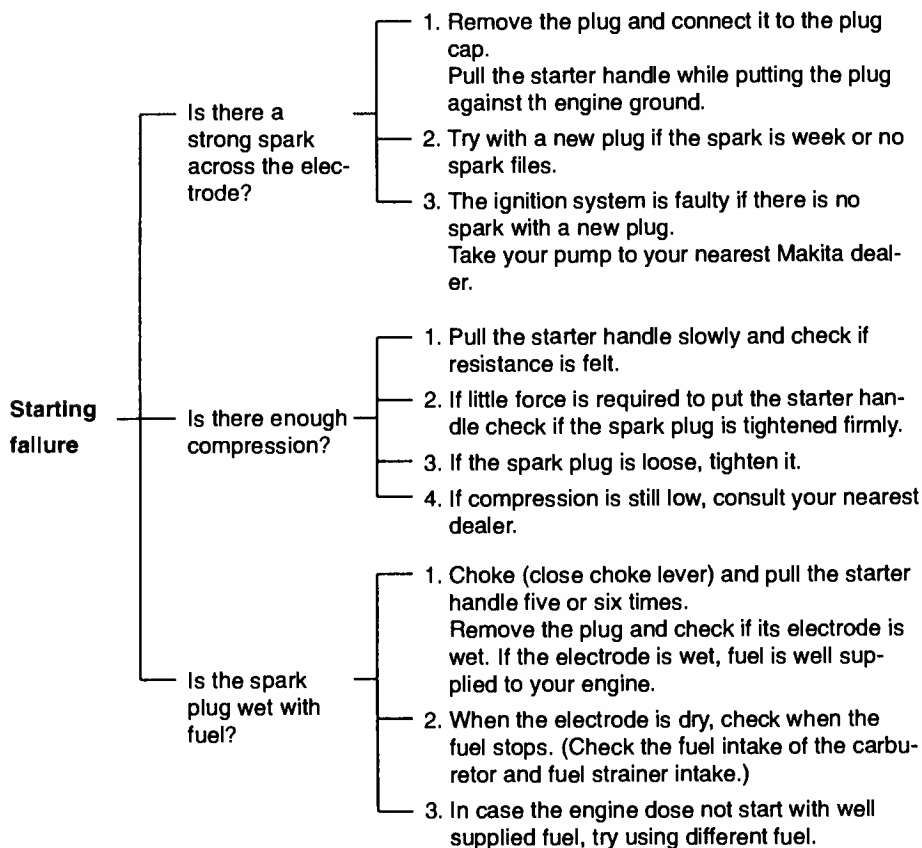 Starting
fallure
Is there a
strong spark
across the elec-
trode?
1. Remove the plug and connect it to the plug
cap.
Pull the starter handle while putting the plug
against th engine ground.
2. Try with a new plug if the spark is week or no
spark files.
3. The ignition system is faulty if there is no
spark with a new plug.
Take your pump to your nearest Makita deal-
er.
Is there enough
compression?
1. Pull the starter handle slowly and check if
resistance is felt.
2. If little force is required to put the starter han-
dle check if the spark plug is tightened firmly.
3. If the spark plug is loose, tighten it.
4. If compression is still low, consult your nearest
dealer.
Is the spark
plug wet with
fuel?
1. Choke (close choke lever) and pull the starter
handle five or six times.
Remove the plug and check if its electrode is
wet. If the electrode is wet, fuel is well sup-
plied to your engine.
2. When the electrode is dry, check when the
fuel stops. (Check the fuel intake of the carbu-
retor and fuel strainer intake.)
3. In case the engine dose not start with well
supplied fuel, try using different fuel.